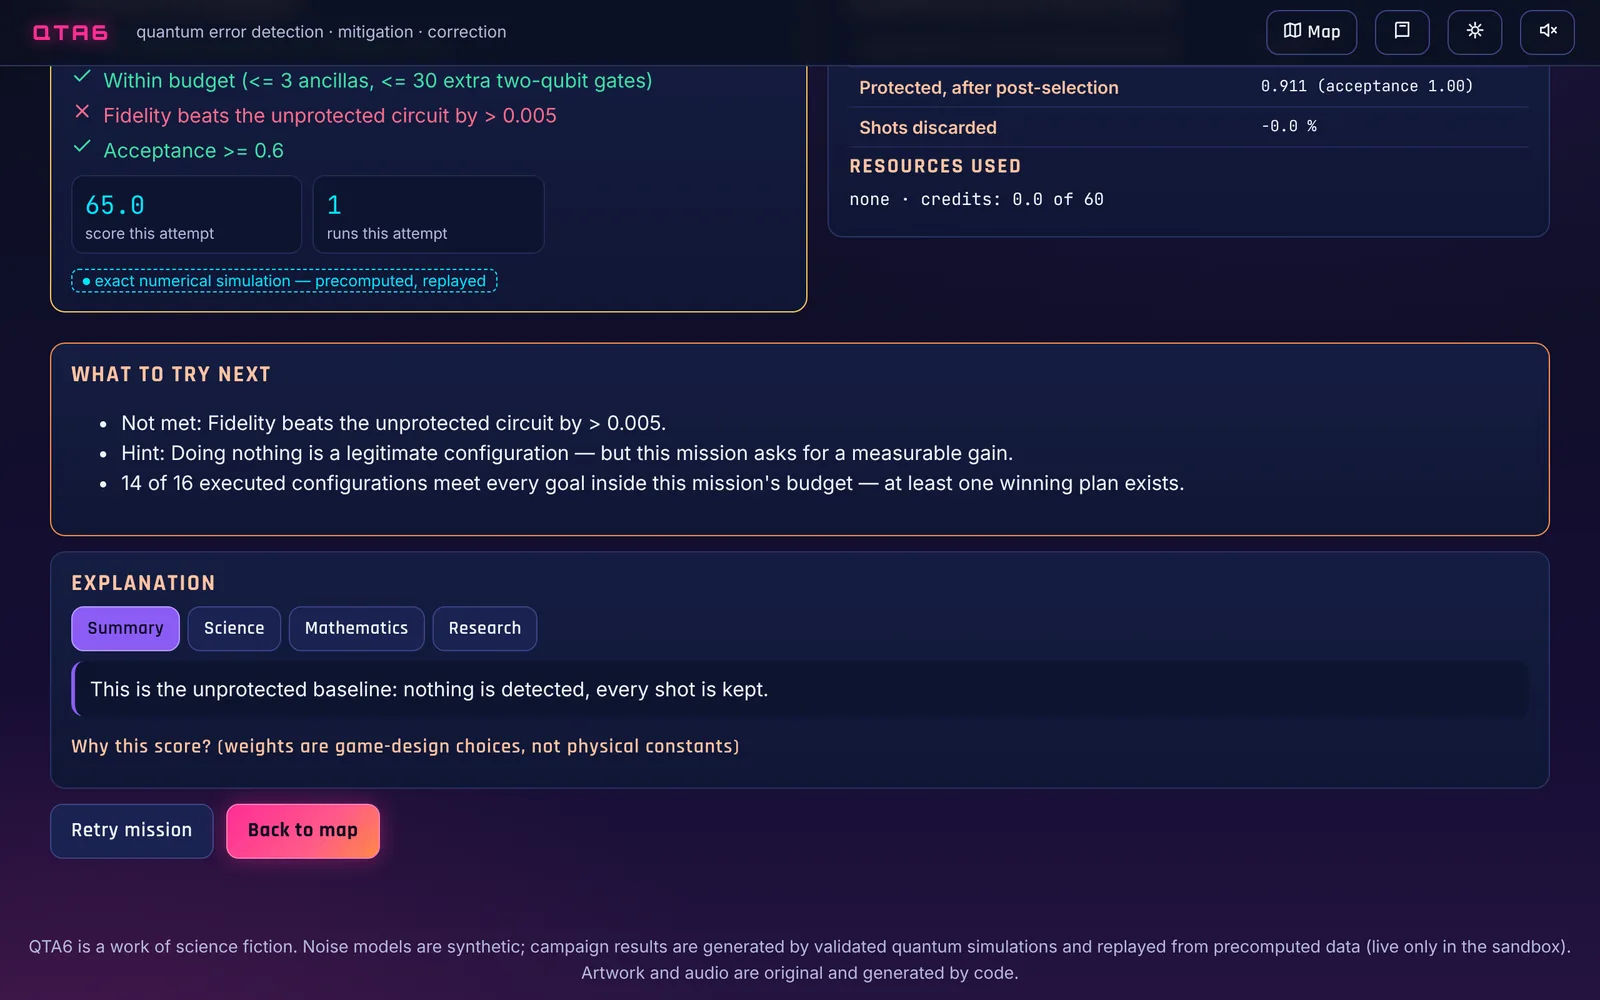 QTA6
quantum error detection · mitigation · correction
Map
Within budget (<= 3 ancillas, <= 30 extra two-qubit gates)
Fidelity beats the unprotected circuit by > 0.005
Acceptance >= 0.6
65.0
score this attempt
1
runs this attempt
exact numerical simulation — precomputed, replayed
Protected, after post-selection 0.911 (acceptance 1.00)
Shots discarded -0.0 %
RESOURCES USED
none · credits: 0.0 of 60
WHAT TO TRY NEXT
• Not met: Fidelity beats the unprotected circuit by > 0.005.
• Hint: Doing nothing is a legitimate configuration — but this mission asks for a measurable gain.
• 14 of 16 executed configurations meet every goal inside this mission's budget — at least one winning plan exists.
EXPLANATION
Summary Science Mathematics Research
This is the unprotected baseline: nothing is detected, every shot is kept.
Why this score? (weights are game-design choices, not physical constants)
Retry mission Back to map
QTA6 is a work of science fiction. Noise models are synthetic; campaign results are generated by validated quantum simulations and replayed from precomputed data (live only in the sandbox).
Artwork and audio are original and generated by code.